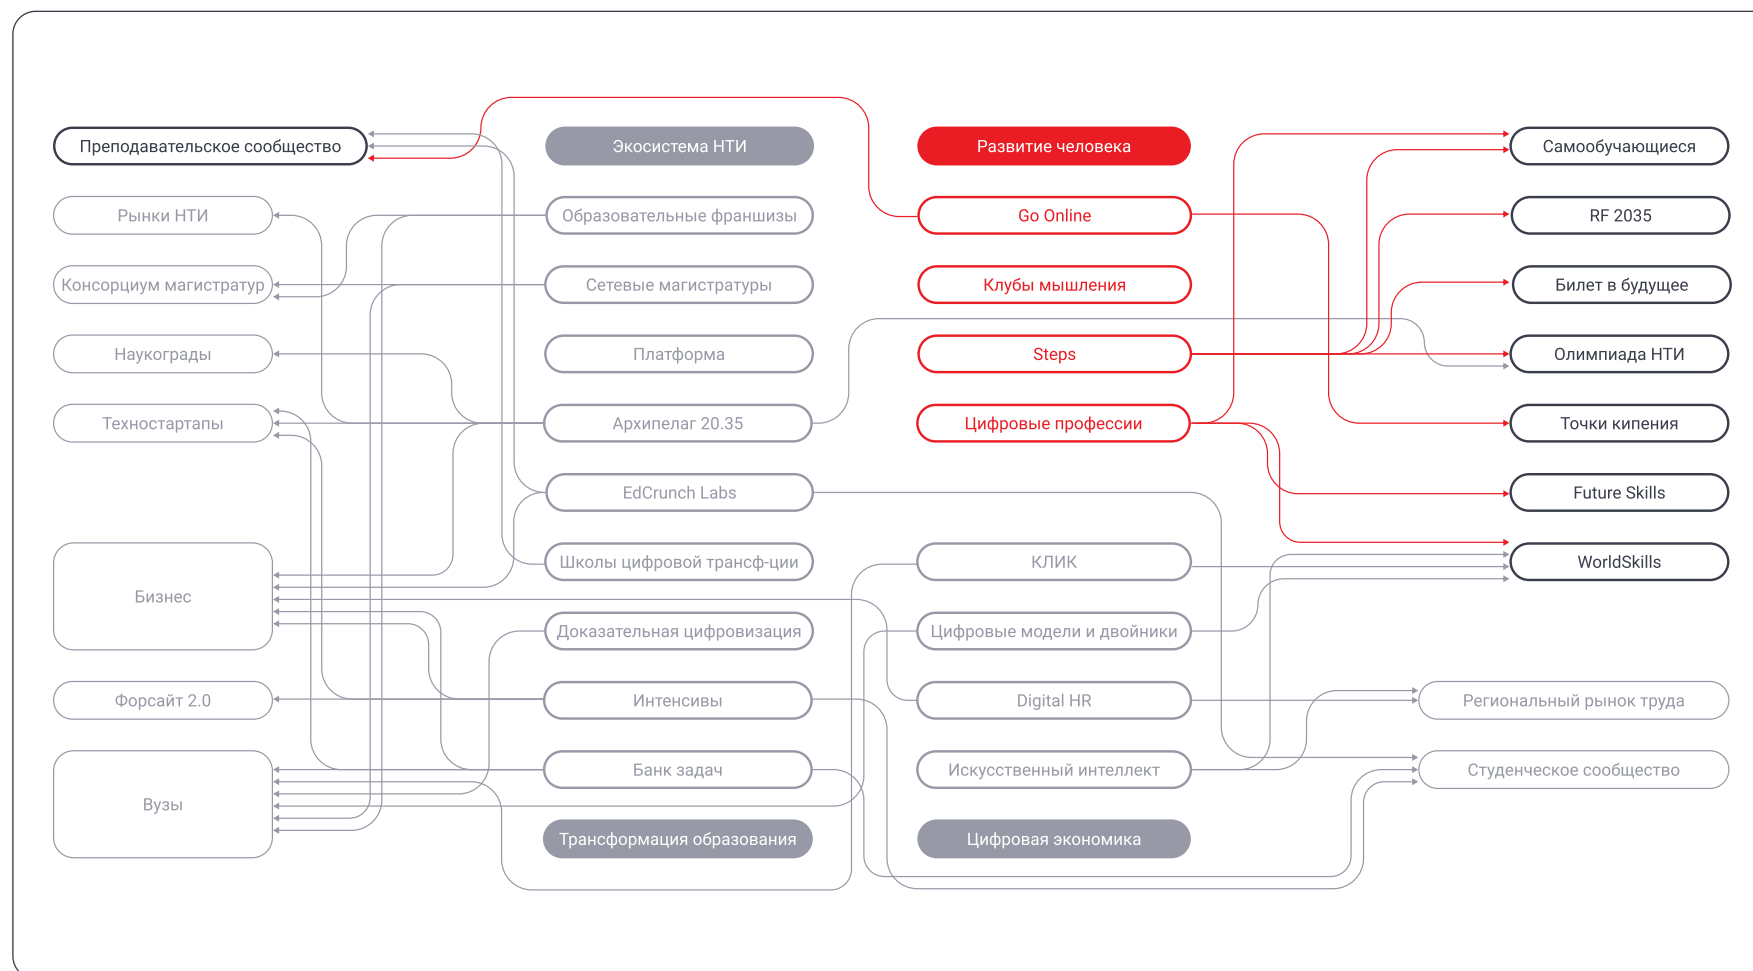 Преподавательское сообщество
Экосистема НТИ
Развитие человека
Самообучающиеся
Рынки НТИ
Образовательные франшизы
Go Online
RF 2035
Консорциум магистратур
Сетевые магистратуры
Клубы мышления
Билет в будущее
Наукограды
Платформа
Steps
Олимпиада НТИ
Техностартапы
Архипелаг 20.35
Цифровые профессии
Точки кипения
EdCrunch Labs
Future Skills
Школы цифровой трансф-ции
КЛИК
WorldSkills
Бизнес
Доказательная цифровизация
Цифровые модели и двойники
Форсайт 2.0
Интенсивы
Digital HR
Региональный рынок труда
Банк задач
Искусственный интеллект
Студенческое сообщество
Вузы
Трансформация образования
Цифровая экономика